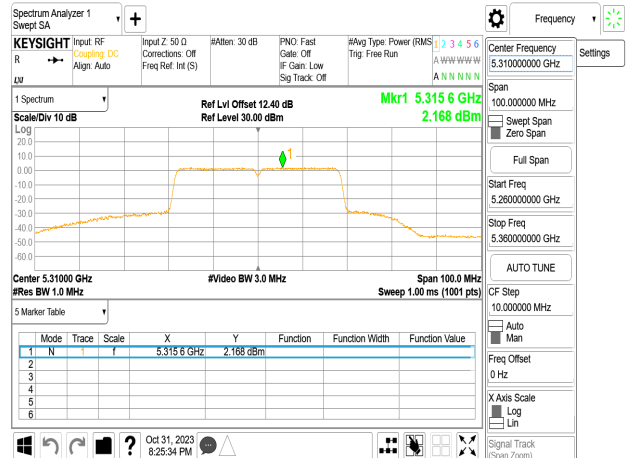 Spectrum Analyzer 1
Swept SA
Frequency
KEYSIGHT
R
Input: RF
Coupling: DC
Align: Auto
Input Z: 50 Ω
Corrections: Off
Freq Ref: Int (S)
#Atten: 30 dB
PNO: Fast
Gate: Off
IF Gain: Low
Sig Track: Off
#Avg Type: Power (RMS
Trig: Free Run
1 2 3 4 5 6
A W W W W W
A N N N N N
Center Frequency
5.310000000 GHz
Settings
Span
100.000000 MHz
Swept Span
Zero Span
Full Span
Start Freq
5.260000000 GHz
Stop Freq
5.360000000 GHz
AUTO TUNE
CF Step
10.000000 MHz
Auto
Man
Freq Offset
0 Hz
X Axis Scale
Log
Lin
Signal Track
(Span Zoom)
1 Spectrum
Scale/Div 10 dB
Ref Lvl Offset 12.40 dB
Ref Level 30.00 dBm
Mkr1 5.315 6 GHz
2.168 dBm
Log
20.0
10.0
0.00
-10.0
-20.0
-30.0
-40.0
-50.0
-60.0
1
Center 5.31000 GHz
#Res BW 1.0 MHz
#Video BW 3.0 MHz
Span 100.0 MHz
Sweep 1.00 ms (1001 pts)
5 Marker Table
Mode Trace Scale X Y Function Function Width Function Value
1 N 1 f 5.315 6 GHz 2.168 dBm
2
3
4
5
6
?
Oct 31, 2023
8:25:34 PM